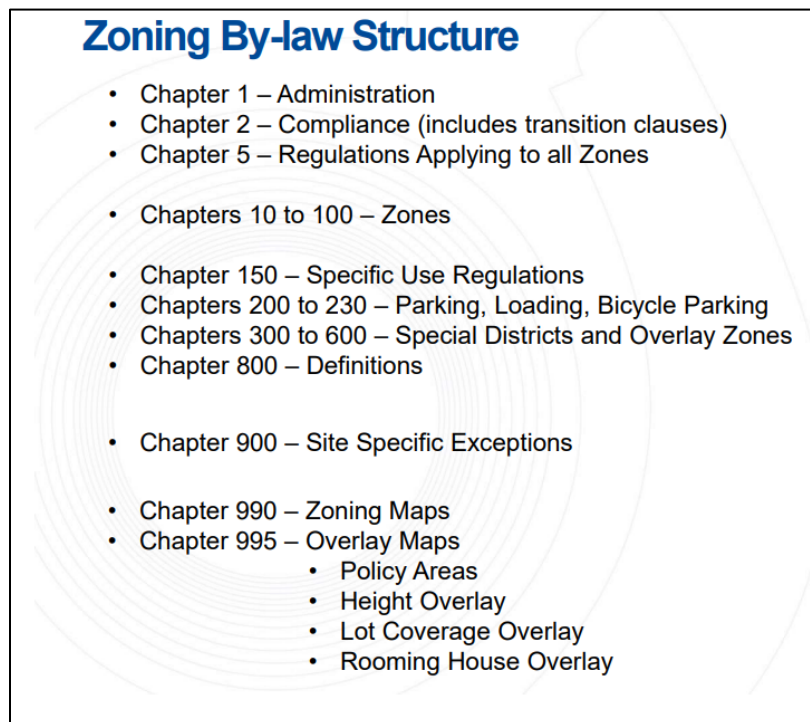 Zoning By-law Structure
• Chapter 1 – Administration
• Chapter 2 – Compliance (includes transition clauses)
• Chapter 5 – Regulations Applying to all Zones
• Chapters 10 to 100 – Zones
• Chapter 150 – Specific Use Regulations
• Chapters 200 to 230 – Parking, Loading, Bicycle Parking
• Chapters 300 to 600 – Special Districts and Overlay Zones
• Chapter 800 – Definitions
• Chapter 900 – Site Specific Exceptions
• Chapter 990 – Zoning Maps
• Chapter 995 – Overlay Maps
• Policy Areas
• Height Overlay
• Lot Coverage Overlay
• Rooming House Overlay